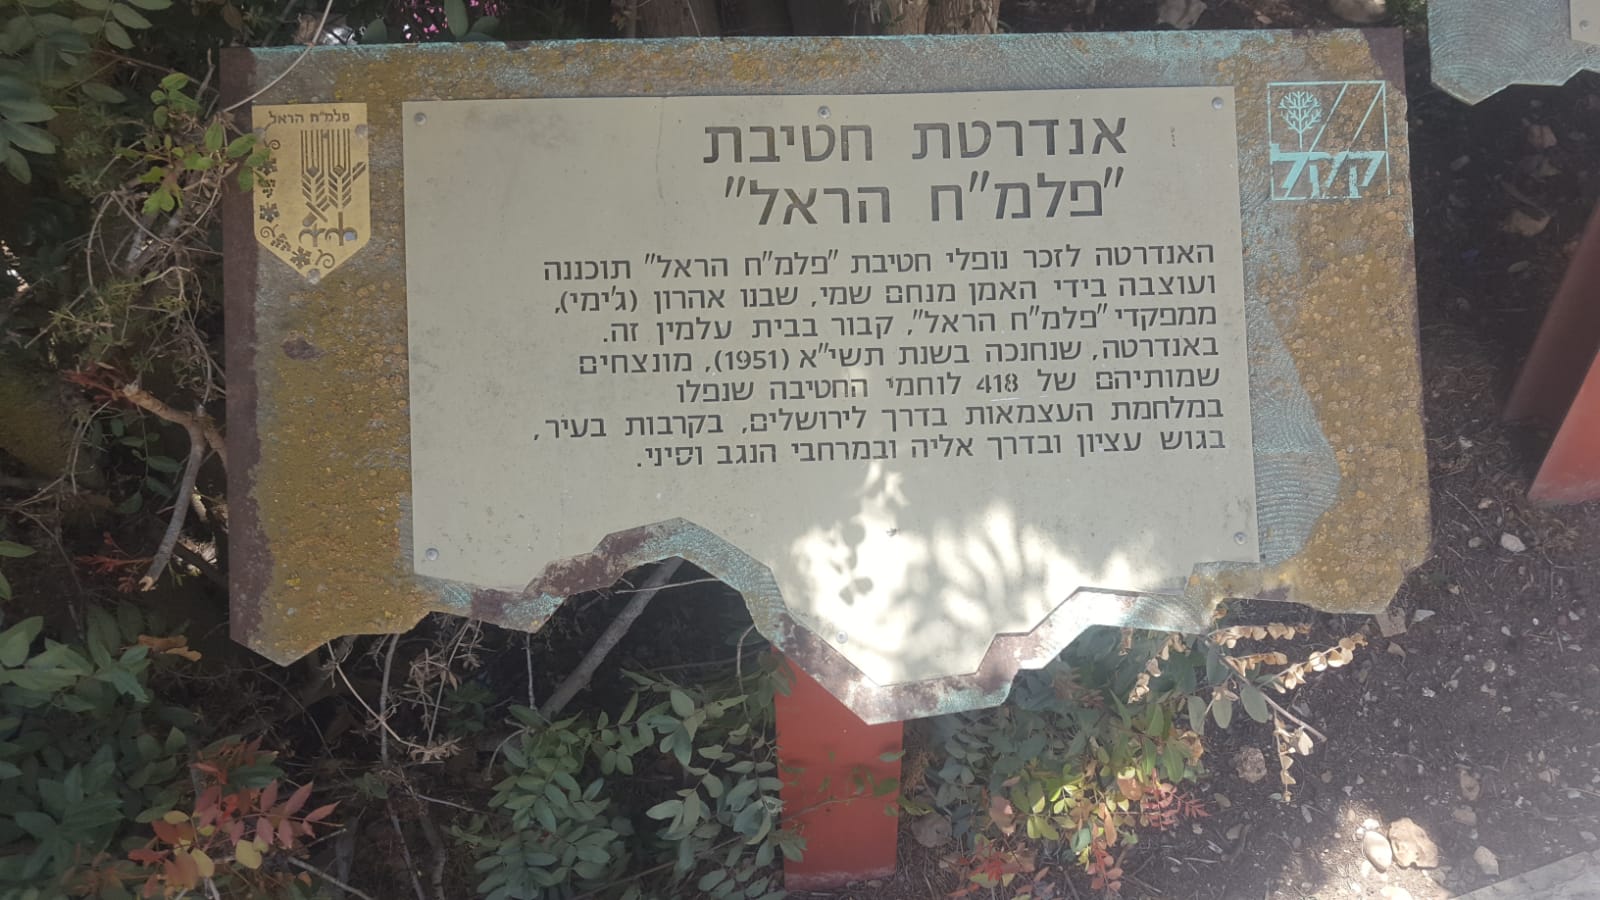 פלמ"ח הראל
קקל
אנדרטת חטיבת
"פלמ"ח הראל"
האנדרטה לזכר נופלי חטיבת "פלמ"ח הראל" תוכננה
ועוצבה בידי האמן מנחם שמי, שבנו אהרון (ג'ימי),
ממפקדי "פלמ"ח הראל", קבור בבית עלמין זה.
באנדרטה, שנחנכה בשנת תשי"א (1951), מונצחים
שמותיהם של 418 לוחמי החטיבה שנפלו
במלחמת העצמאות בדרך לירושלים, בקרבות בעיר,
בגוש עציון ובדרך אליה ובמרחבי הנגב וסיני.